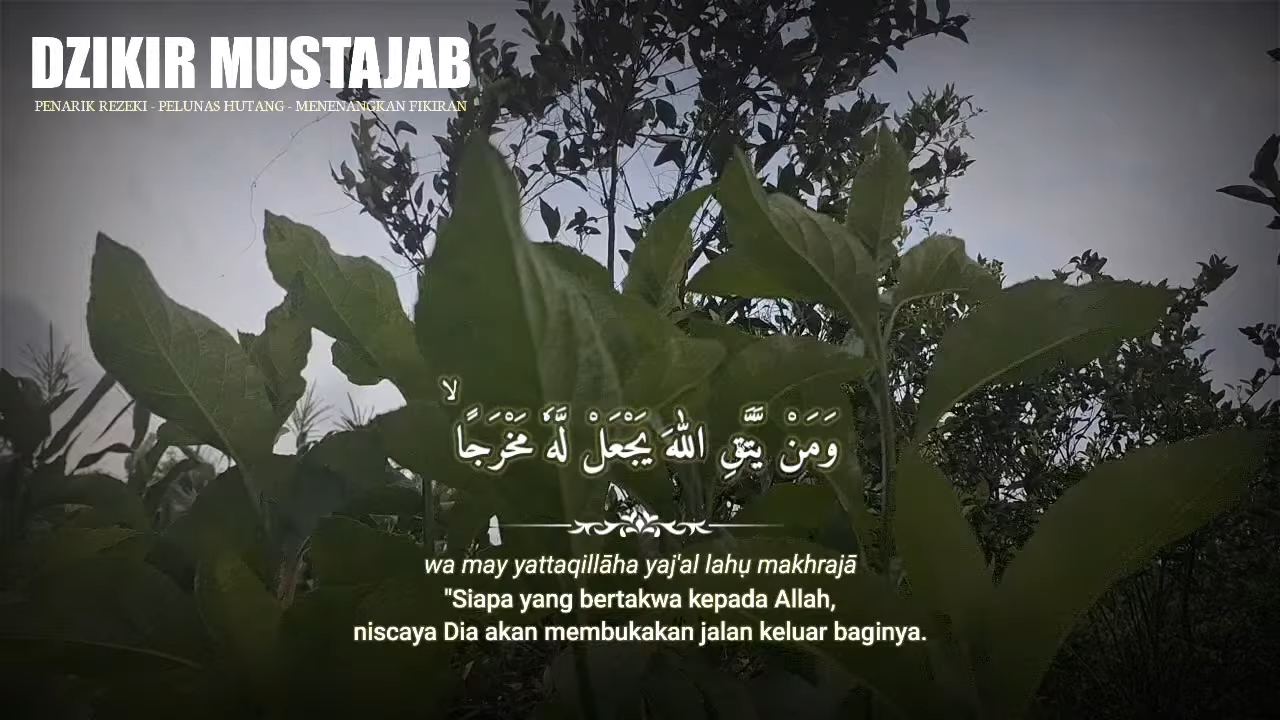 DZIKIR MUSTAJAB
PENARIK REZEKI - PELUNAS HUTANG - MENENANGKAN FIKIRAN
وَمَنْ يَّتَّقِ اللّٰهَ يَجْعَلْ لَّهٗ مَخْرَجًا ۙ
wa may yattaqillāha yaj'al lahụ makhrajā
"Siapa yang bertakwa kepada Allah,
niscaya Dia akan membukakan jalan keluar baginya.